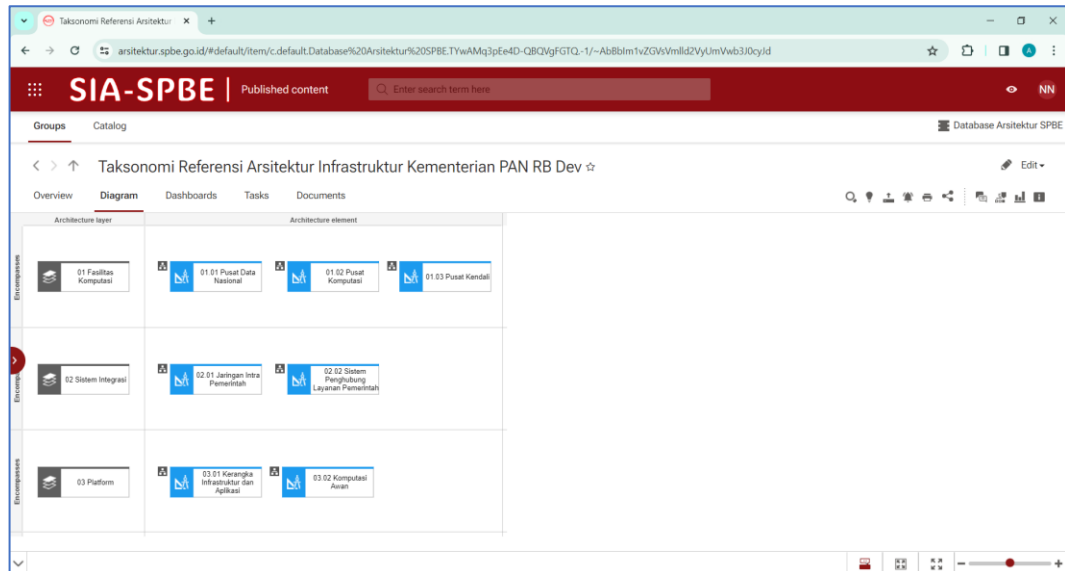 Taksonomi Referensi Arsitektur
arsitektur.spbe.go.id/#default/item/c.default.Database%20Arsitektur%20SPBE.TYwAMq3pEe4D-QBQVgFGTQ.-1/~AbBbIm1vZGVsVmlld2VyUmVwb3J0cyJd
SIA-SPBE | Published content
Enter search term here
NN
Groups Catalog
Database Arsitektur SPBE
Taksonomi Referensi Arsitektur Infrastruktur Kementerian PAN RB Dev
Edit
Overview Diagram Dashboards Tasks Documents
Architecture layer Architecture element
Encompasses
01 Fasilitas
Komputasi
01.01 Pusat Data
Nasional
01.02 Pusat
Komputasi
01.03 Pusat Kendali
02 Sistem Integrasi
02.01 Jaringan Intra
Pemerintah
02.02 Sistem
Penghubung
Layanan Pemerintah
Encompasses
03 Platform
03.01 Kerangka
Infrastruktur dan
Aplikasi
03.02 Komputasi
Awan